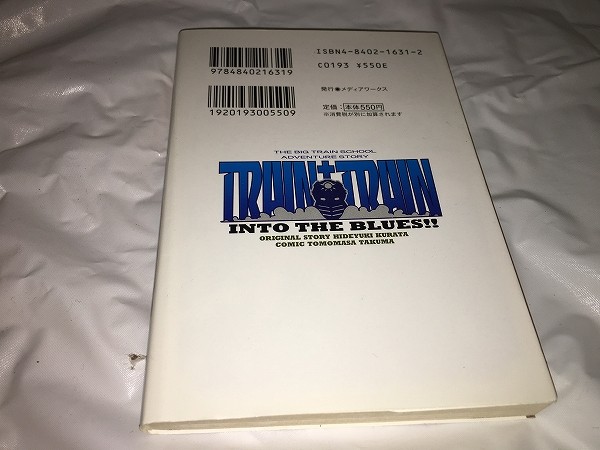 9784840216319
1920193005509
ISBN4-8402-1631-2
C0193 ¥550E
発行●メディアワークス
定価：本体550円
※消費税が別に加算されます
THE BIG TRAIN SCHOOL
ADVENTURE STORY
TRAIN+TRAIN
INTO THE BLUES!!
ORIGINAL STORY HIDEYUKI KURATA
COMIC TOMOMASA TAKUMA